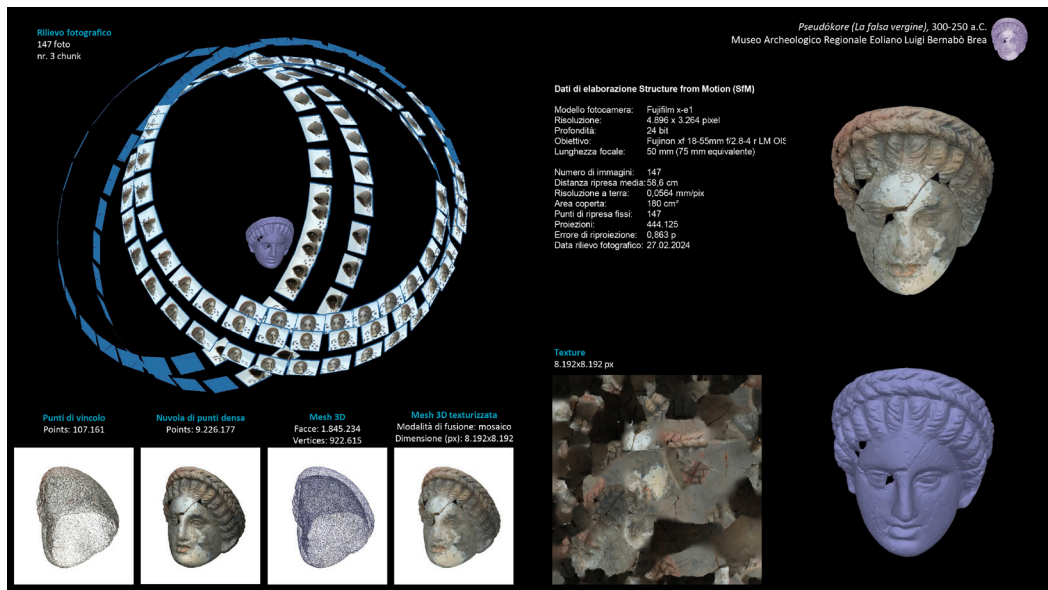 Rilievo fotografico
147 foto
nr. 3 chunk
Pseudókore (La falsa vergine), 300-250 a.C.
Museo Archeologico Regionale Eoliano Luigi Bernabò Brea
Dati di elaborazione Structure from Motion (SfM)
Modello fotocamera: Fujifilm x-e1
Risoluzione: 4.896 x 3.264 pixel
Profondità: 24 bit
Obiettivo: Fujinon xf 18-55mm f/2.8-4 r LM OIS
Lunghezza focale: 50 mm (75 mm equivalente)
Numero di immagini: 147
Distanza ripresa media: 58,6 cm
Risoluzione a terra: 0,0564 mm/pix
Area coperta: 180 cm²
Punti di ripresa fissi: 147
Proiezioni: 444.125
Errore di riproiezione: 0,863 p
Data rilievo fotografico: 27.02.2024
Texture
8.192x8.192 px
Punti di vincolo
Points: 107.161
Nuvola di punti densa
Points: 9.226.177
Mesh 3D
Facce: 1.845.234
Vertices: 922.615
Mesh 3D texturizzata
Modalità di fusione: mosaico
Dimensione (px): 8.192x8.192